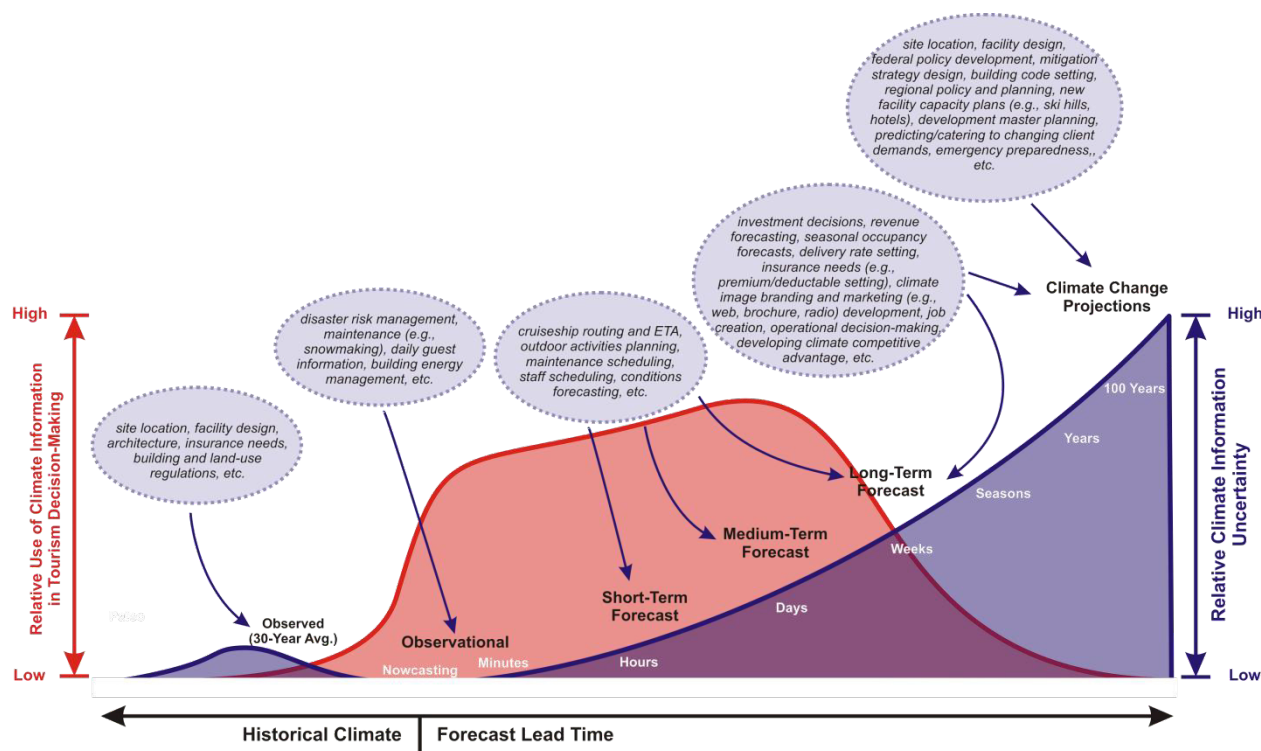 site location, facility design,
federal policy development, mitigation
strategy design, building code setting,
regional policy and planning, new
facility capacity plans (e.g., ski hills,
hotels), development master planning,
predicting/catering to changing client
demands, emergency preparedness,,
etc.
investment decisions, revenue
forecasting, seasonal occupancy
forecasts, delivery rate setting,
insurance needs (e.g.,
premium/deductable setting), climate
image branding and marketing (e.g.,
web, brochure, radio) development, job
creation, operational decision-making,
developing climate competitive
advantage, etc.
Climate Change
Projections
disaster risk management,
maintenance (e.g.,
snowmaking), daily guest
information, building energy
management, etc.
cruiseship routing and ETA,
outdoor activities planning,
maintenance scheduling,
staff scheduling, conditions
forecasting, etc.
site location, facility design,
architecture, insurance needs,
building and land-use
regulations, etc.
High
Relative Use of Climate Information
in Tourism Decision-Making
Low
High
Relative Climate Information
Uncertainty
Low
Paleo
Observed
(30-Year Avg.)
Observational
Short-Term
Forecast
Medium-Term
Forecast
Long-Term
Forecast
Nowcasting
Minutes
Hours
Days
Weeks
Seasons
Years
100 Years
Historical Climate
Forecast Lead Time